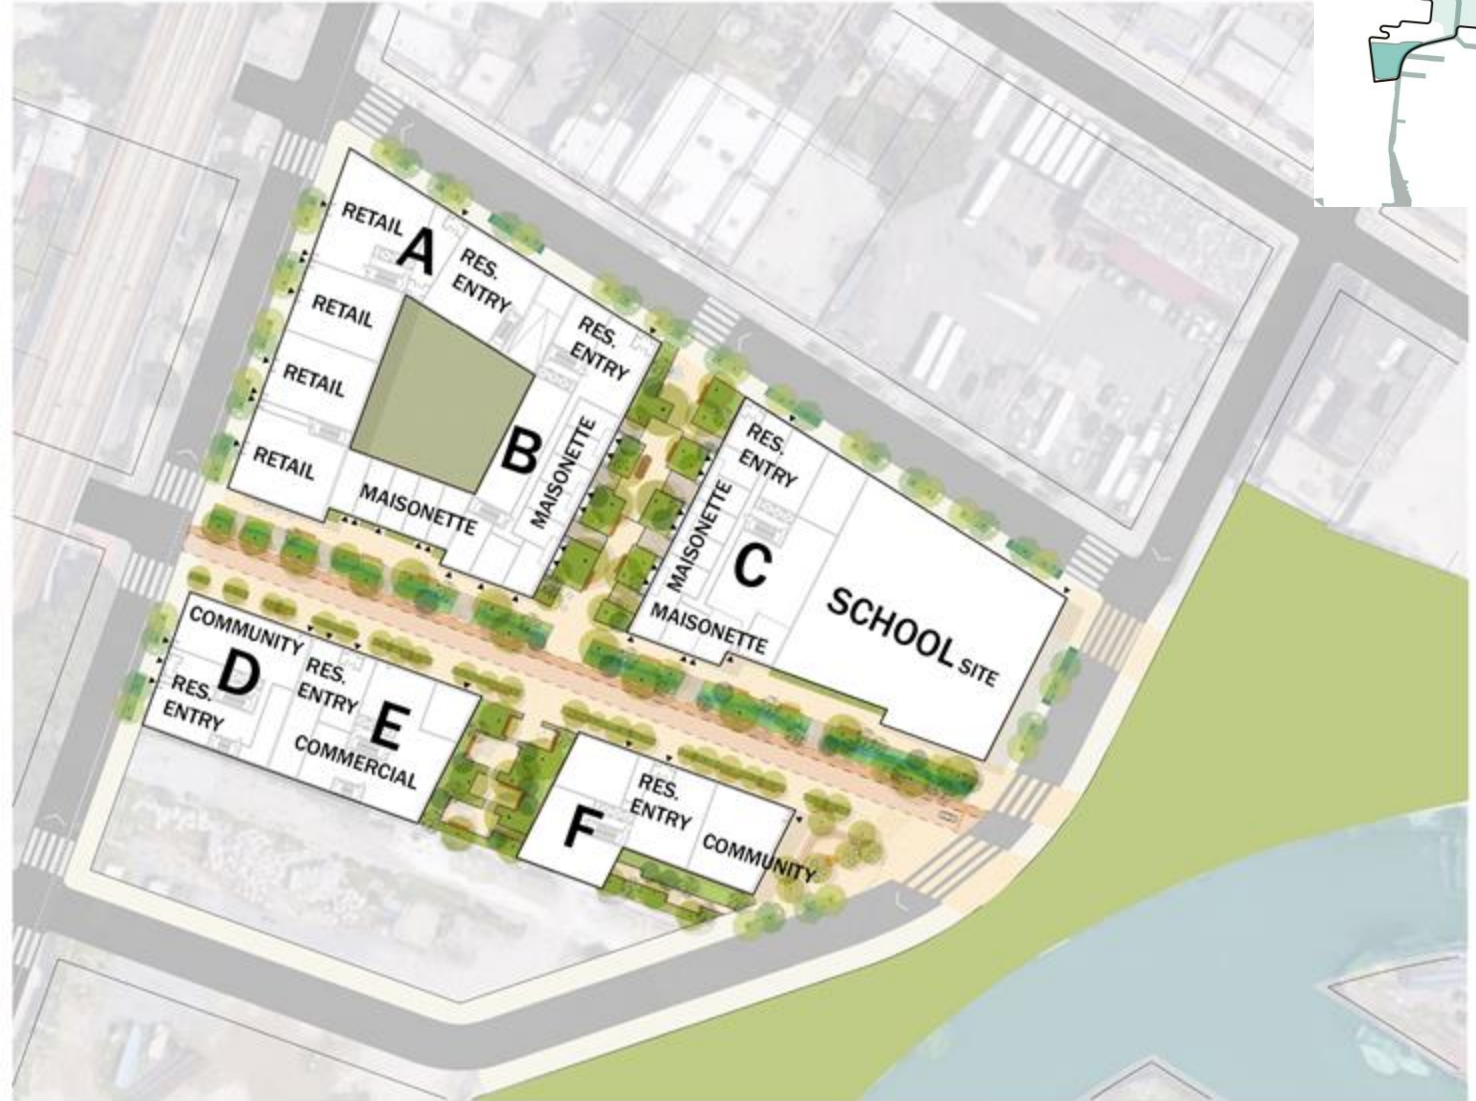 RETAIL
A
RES.
ENTRY
RETAIL
RES.
ENTRY
RETAIL
B
MAISONETTE
RETAIL
MAISONETTE
RES.
ENTRY
MAISONETTE
C
MAISONETTE
SCHOOL SITE
COMMUNITY
D
RES.
ENTRY
RES.
ENTRY
E
COMMERCIAL
RES.
ENTRY
F
COMMUNITY